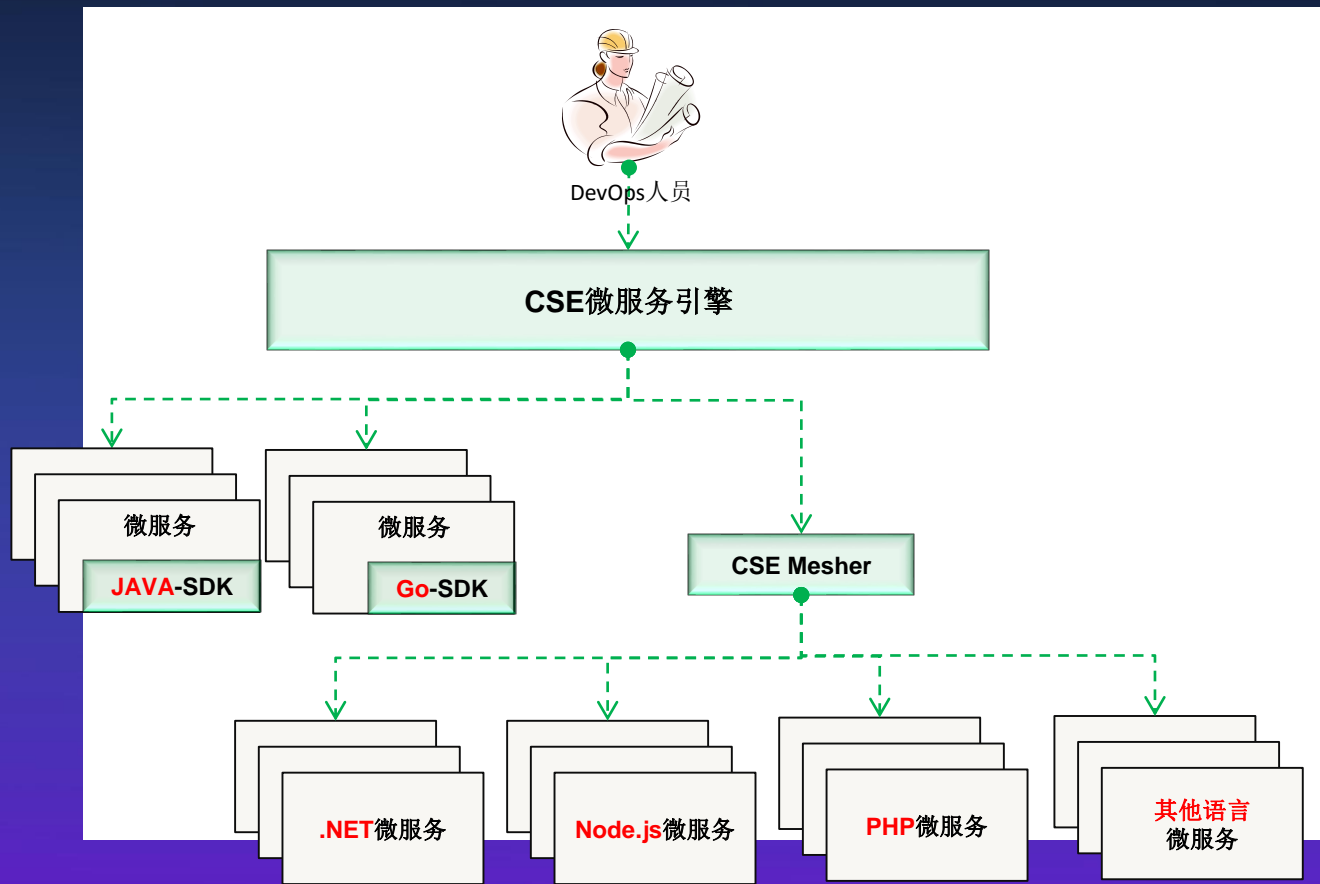 DevOps人员
CSE微服务引擎
微服务
JAVA-SDK
微服务
Go-SDK
CSE Mesher
.NET微服务
Node.js微服务
PHP微服务
其他语言
微服务